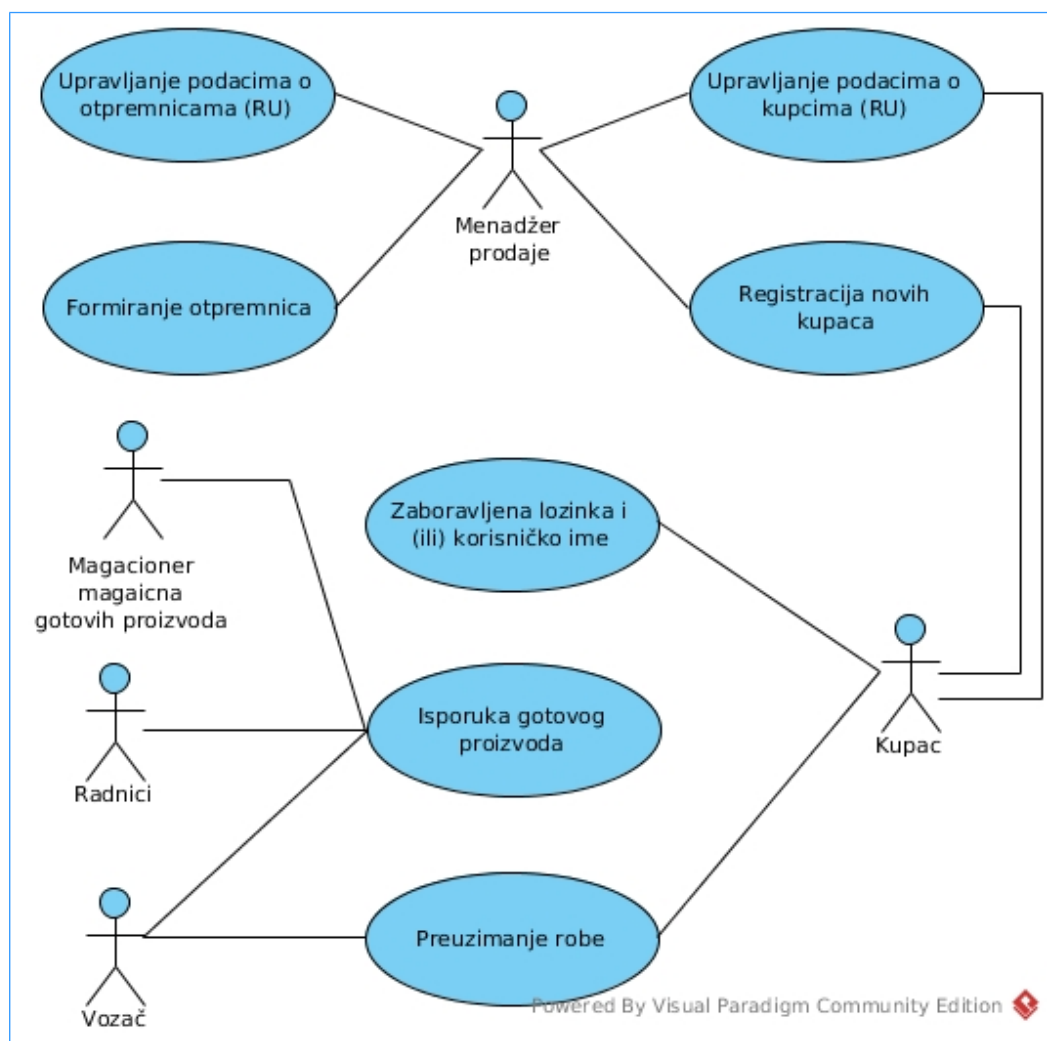 Upravljanje podacima o
otpremnicama (RU)
Upravljanje podacima o
kupcima (RU)
Menadžer
prodaje
Formiranje otpremnica
Registracija novih
kupaca
Magacioner
magaicna
gotovih proizvoda
Zaboravljena lozinka i
(ili) korisničko ime
Isporuka gotovog
proizvoda
Kupac
Radnici
Preuzimanje robe
Vozač
Powered By Visual Paradigm Community Edition